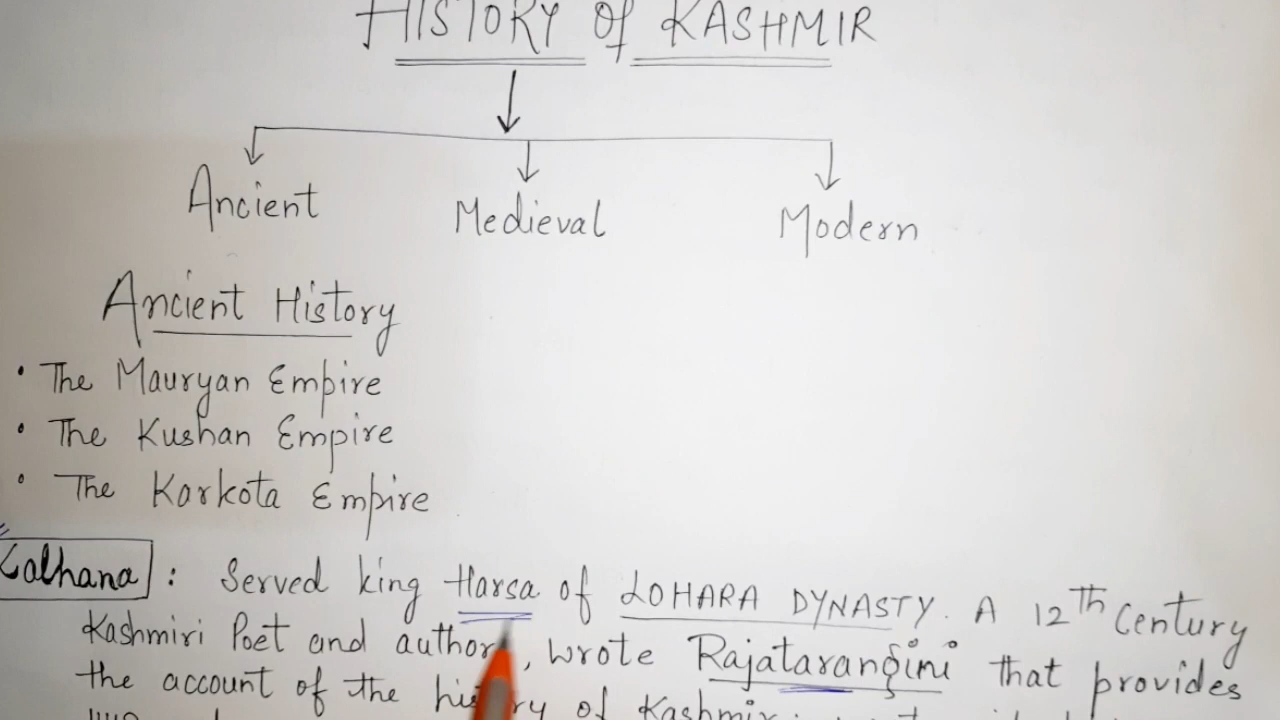 HISTORY of KASHMIR
Ancient Medieval Modern
Ancient History
• The Mauryan Empire
• The Kushan Empire
• The Karkota Empire
Kalhana : Served king Harsa of LOHARA DYNASTY. A 12th Century
Kashmiri Poet and author, wrote Rajatarangini that provides
the account of the history of Kashmir